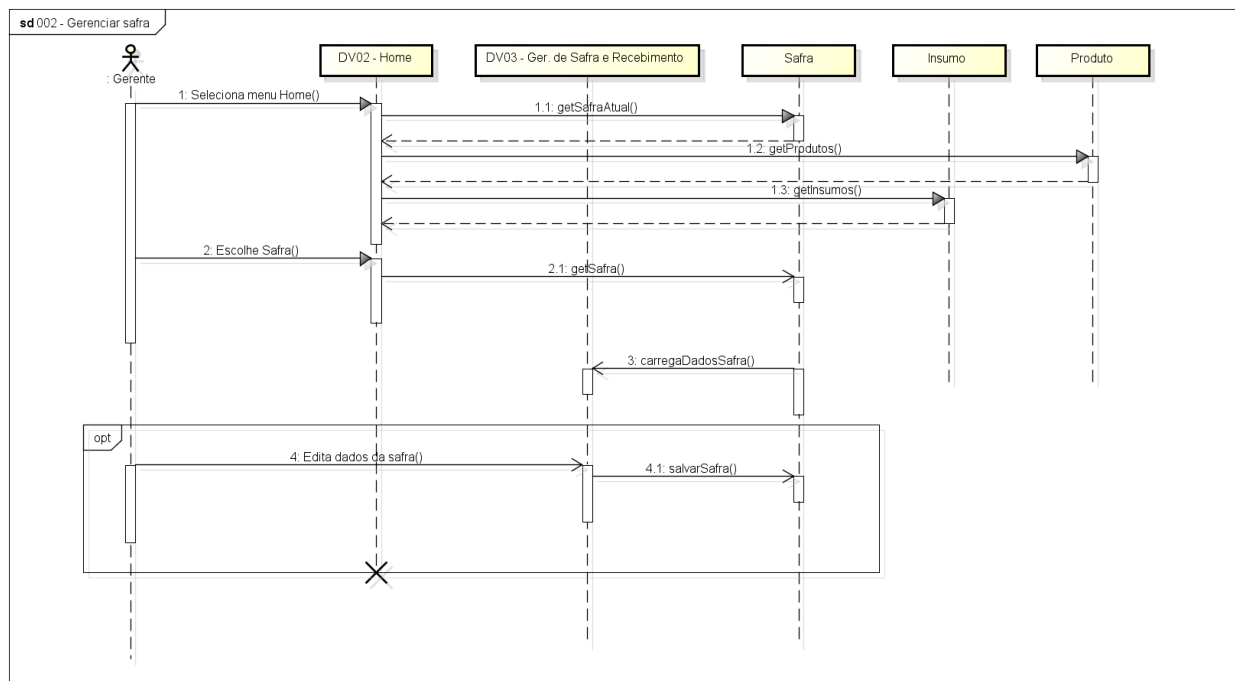 sd 002 - Gerenciar safra
: Gerente
DV02 - Home
DV03 - Ger. de Safra e Recebimento
Safra
Insumo
Produto
1: Seleciona menu Home()
1.1: getSafraAtual()
1.2: getProdutos()
1.3: getInsumos()
2: Escolhe Safra()
2.1: getSafra()
3: carregaDadosSafra()
opt
4: Edita dados da safra()
4.1: salvarSafra()